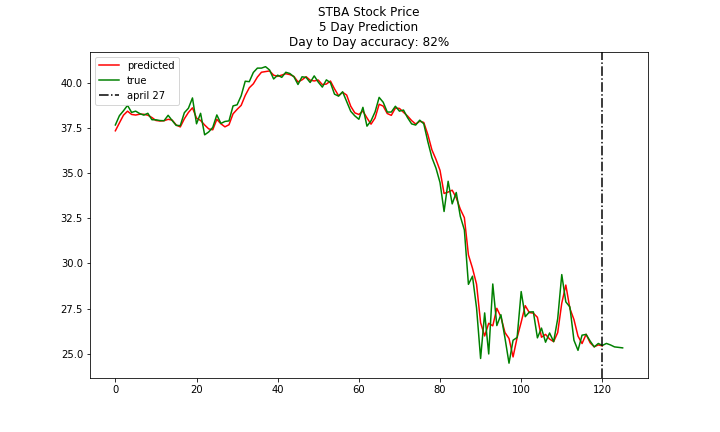 STBA Stock Price
5 Day Prediction
Day to Day accuracy: 82%
predicted
true
april 27
40.0
37.5
35.0
32.5
30.0
27.5
25.0
0 20 40 60 80 100 120